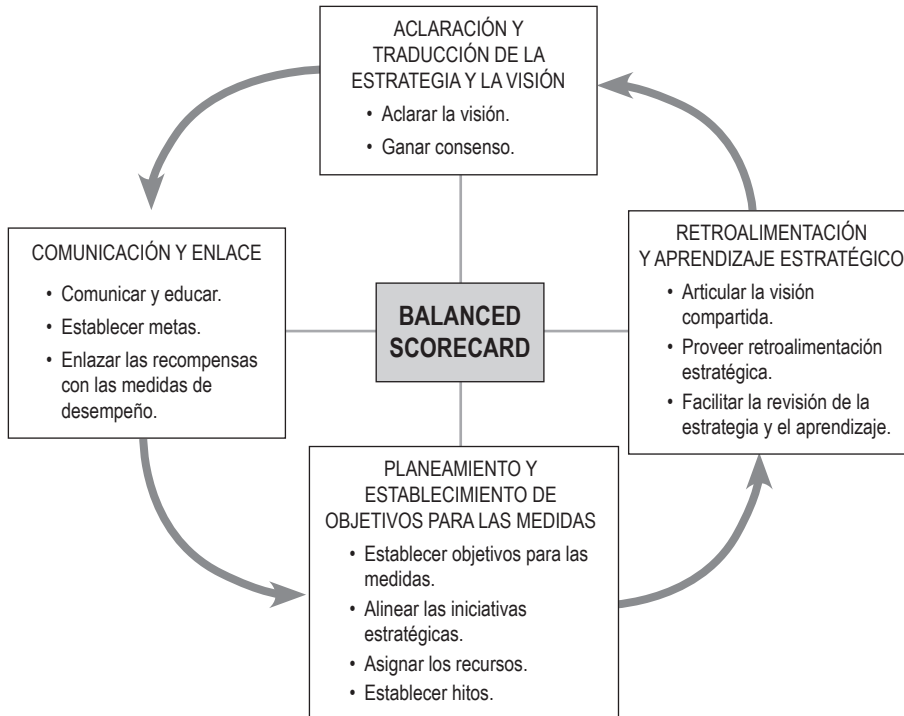 ACLARACIÓN Y
TRADUCCIÓN DE LA
ESTRATEGIA Y LA VISIÓN
• Aclarar la visión.
• Ganar consenso.
COMUNICACIÓN Y ENLACE
• Comunicar y educar.
• Establecer metas.
• Enlazar las recompensas
con las medidas de
desempeño.
BALANCED
SCORECARD
RETROALIMENTACIÓN
Y APRENDIZAJE ESTRATÉGICO
• Articular la visión
compartida.
• Proveer retroalimentación
estratégica.
• Facilitar la revisión de la
estrategia y el aprendizaje.
PLANEAMIENTO Y
ESTABLECIMIENTO DE
OBJETIVOS PARA LAS MEDIDAS
• Establecer objetivos para las
medidas.
• Alinear las iniciativas
estratégicas.
• Asignar los recursos.
• Establecer hitos.